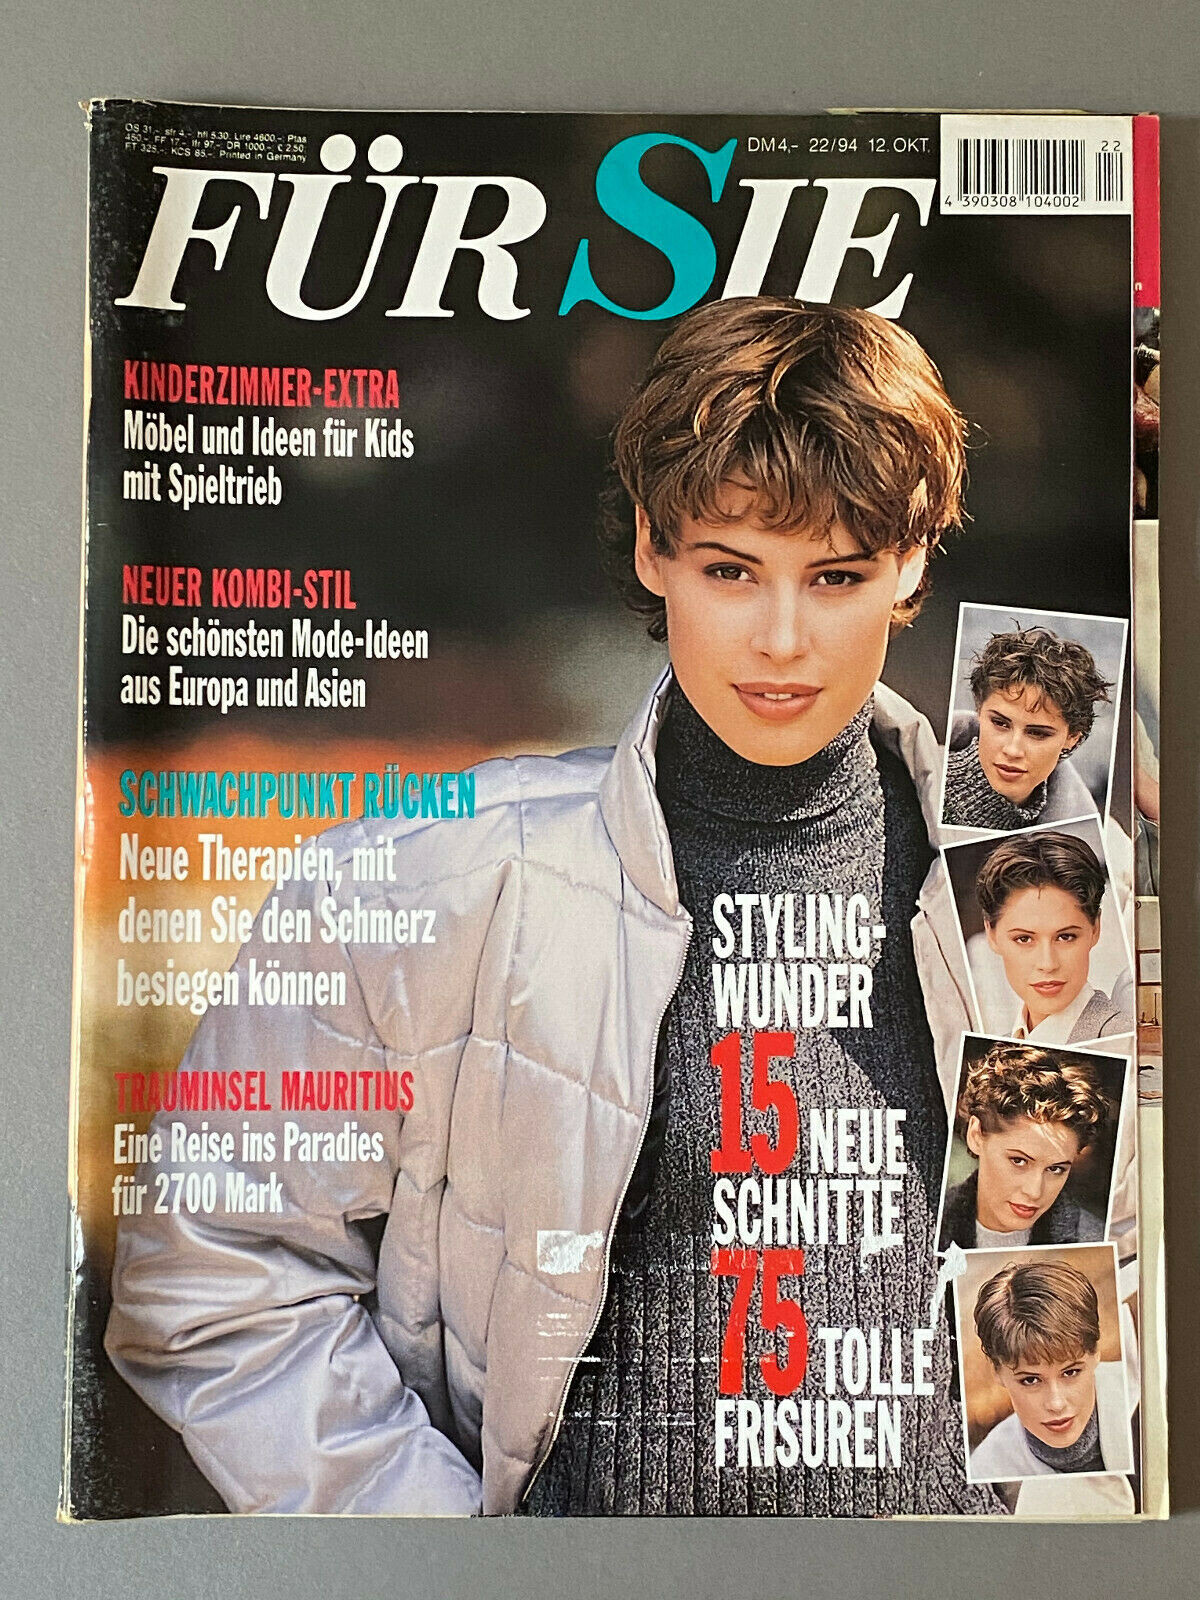 ÖS 31,- sfr 4,- hfl 5.30, Lire 4600,-; Ptas
450,-, FF 17,-, lfr 97,-, DR 1000,-; £ 2.50;
FT 325,-; KCS 85,-; Printed in Germany
DM 4,- 22/94 12. OKT.
22
4 390308 104002
FÜR SIE
KINDERZIMMER-EXTRA
Möbel und Ideen für Kids
mit Spieltrieb
NEUER KOMBI-STIL
Die schönsten Mode-Ideen
aus Europa und Asien
SCHWACHPUNKT RÜCKEN
Neue Therapien, mit
denen Sie den Schmerz
besiegen können
TRAUMINSEL MAURITIUS
Eine Reise ins Paradies
für 2700 Mark
STYLING-
WUNDER
15 NEUE
SCHNITTE
75 TOLLE
FRISUREN